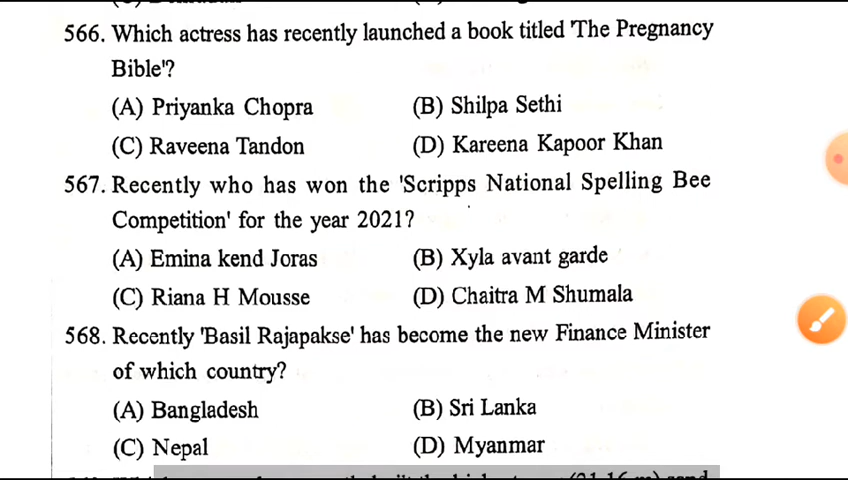 566. Which actress has recently launched a book titled 'The Pregnancy
Bible'?
(A) Priyanka Chopra (B) Shilpa Sethi
(C) Raveena Tandon (D) Kareena Kapoor Khan
567. Recently who has won the 'Scripps National Spelling Bee
Competition' for the year 2021?
(A) Emina kend Joras (B) Xyla avant garde
(C) Riana H Mousse (D) Chaitra M Shumala
568. Recently 'Basil Rajapakse' has become the new Finance Minister
of which country?
(A) Bangladesh (B) Sri Lanka
(C) Nepal (D) Myanmar